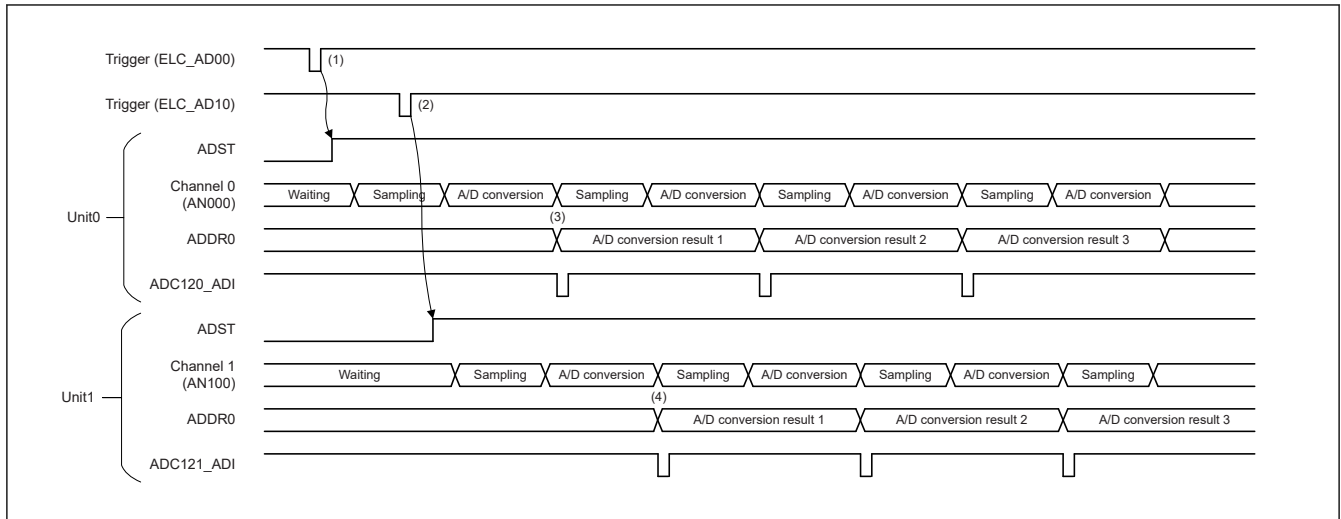 Trigger (ELC_AD00)
(1)
Trigger (ELC_AD10)
(2)
Unit0
ADST
Channel 0
(AN000)
Waiting Sampling A/D conversion Sampling A/D conversion Sampling A/D conversion Sampling A/D conversion
(3)
ADDR0
A/D conversion result 1 A/D conversion result 2 A/D conversion result 3
ADC120_ADI
Unit1
ADST
Channel 1
(AN100)
Waiting Sampling A/D conversion Sampling A/D conversion Sampling A/D conversion Sampling
(4)
ADDR0
A/D conversion result 1 A/D conversion result 2 A/D conversion result 3
ADC121_ADI